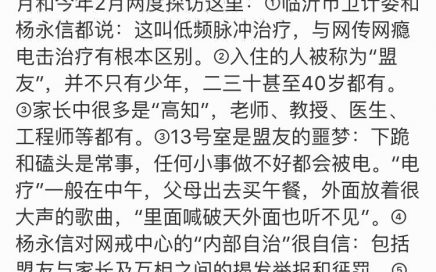 月和今年2月两度探访这里：①临沂市卫计委和
杨永信都说：这叫低频脉冲治疗，与网传网瘾
电击治疗有根本区别。②入住的人被称为“盟
友”，并不只有少年，二三十甚至40岁都有。
③家长中很多是“高知”，老师、教授、医生、
工程师等都有。③13号室是盟友的噩梦：下跪
和磕头是常事，任何小事做不好都会被电。“电
疗”一般在中午，父母出去买午餐，外面放着很
大声的歌曲，“里面喊破天外面也听不见”。④
杨永信对网戒中心的“内部自治”很自信：包括
盟友与家长及互相之间的揭发举报和惩罚。⑤